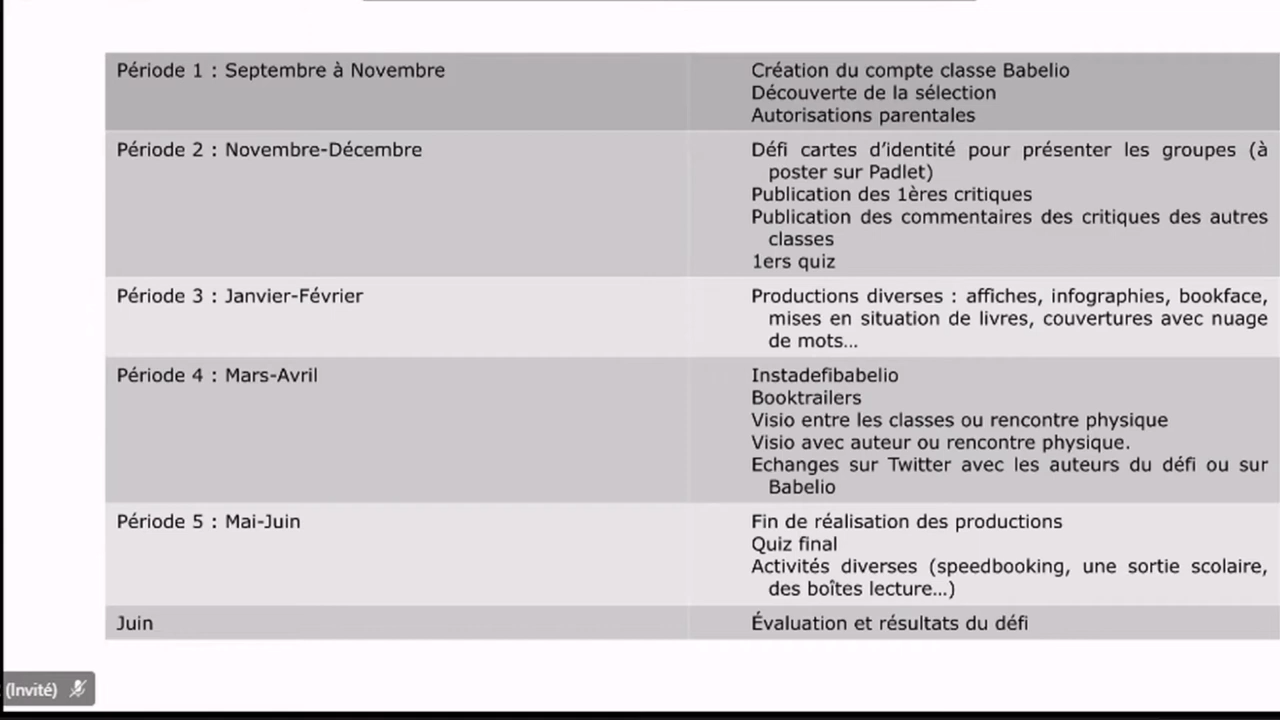 Période 1 : Septembre à Novembre
Création du compte classe Babelio
Découverte de la sélection
Autorisations parentales
Période 2 : Novembre-Décembre
Défi cartes d’identité pour présenter les groupes (à
poster sur Padlet)
Publication des 1ères critiques
Publication des commentaires des critiques des autres
classes
1ers quiz
Période 3 : Janvier-Février
Productions diverses : affiches, infographies, bookface,
mises en situation de livres, couvertures avec nuage
de mots…
Période 4 : Mars-Avril
Instadefibabelio
Booktrailers
Visio entre les classes ou rencontre physique
Visio avec auteur ou rencontre physique.
Echanges sur Twitter avec les auteurs du défi ou sur
Babelio
Période 5 : Mai-Juin
Fin de réalisation des productions
Quiz final
Activités diverses (speedbooking, une sortie scolaire,
des boîtes lecture…)
Juin
Évaluation et résultats du défi
(Invité)